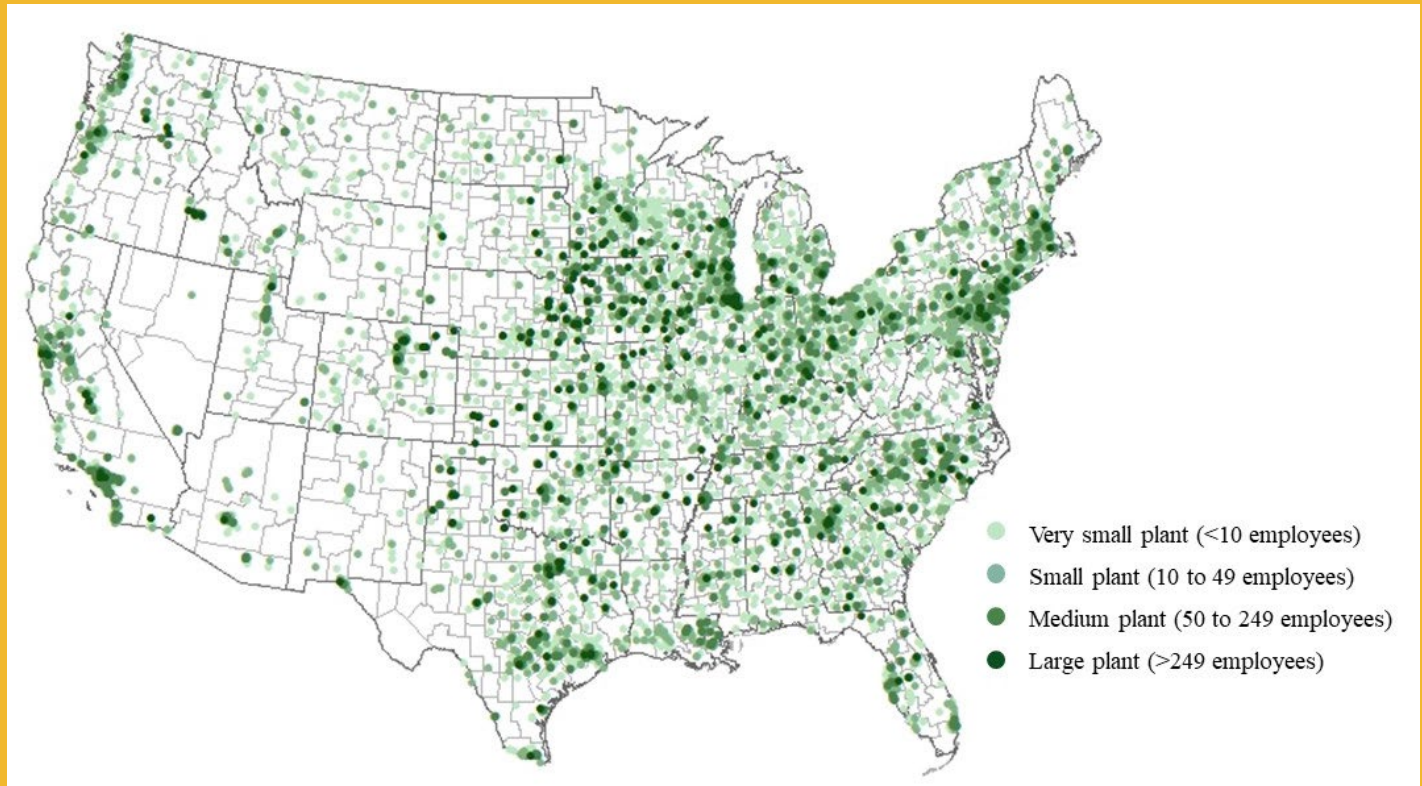 Very small plant (<10 employees)
Small plant (10 to 49 employees)
Medium plant (50 to 249 employees)
Large plant (>249 employees)